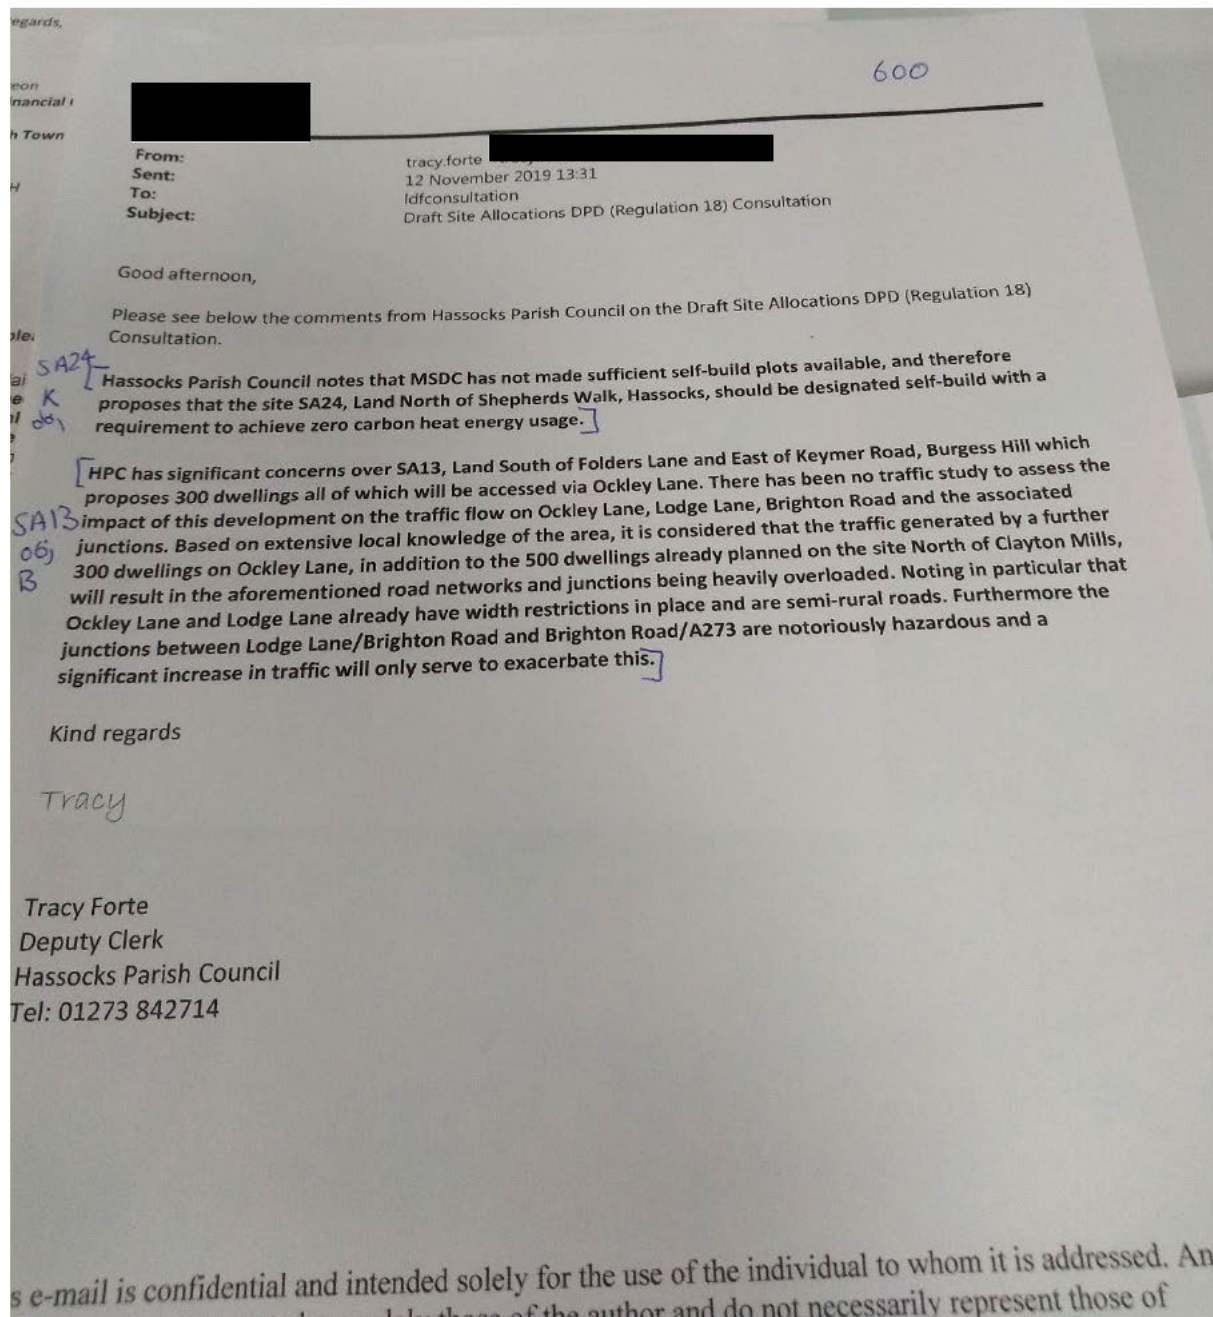 egards,
600
eon
nancial
h Town
From:
tracy.forte
Sent:
12 November 2019 13:31
H
To:
ldfconsultation
Subject:
Draft Site Allocations DPD (Regulation 18) Consultation
Good afternoon,
Please see below the comments from Hassocks Parish Council on the Draft Site Allocations DPD (Regulation 18)
Consultation.
SA24
K
obj
Hassocks Parish Council notes that MSDC has not made sufficient self-build plots available, and therefore
proposes that the site SA24, Land North of Shepherds Walk, Hassocks, should be designated self-build with a
requirement to achieve zero carbon heat energy usage.
SA13
obj
B
HPC has significant concerns over SA13, Land South of Folders Lane and East of Keymer Road, Burgess Hill which
proposes 300 dwellings all of which will be accessed via Ockley Lane. There has been no traffic study to assess the
impact of this development on the traffic flow on Ockley Lane, Lodge Lane, Brighton Road and the associated
junctions. Based on extensive local knowledge of the area, it is considered that the traffic generated by a further
300 dwellings on Ockley Lane, in addition to the 500 dwellings already planned on the site North of Clayton Mills,
will result in the aforementioned road networks and junctions being heavily overloaded. Noting in particular that
Ockley Lane and Lodge Lane already have width restrictions in place and are semi-rural roads. Furthermore the
junctions between Lodge Lane/Brighton Road and Brighton Road/A273 are notoriously hazardous and a
significant increase in traffic will only serve to exacerbate this.
Kind regards
Tracy
Tracy Forte
Deputy Clerk
Hassocks Parish Council
Tel: 01273 842714
s e-mail is confidential and intended solely for the use of the individual to whom it is addressed. An
of the author and do not necessarily represent those of